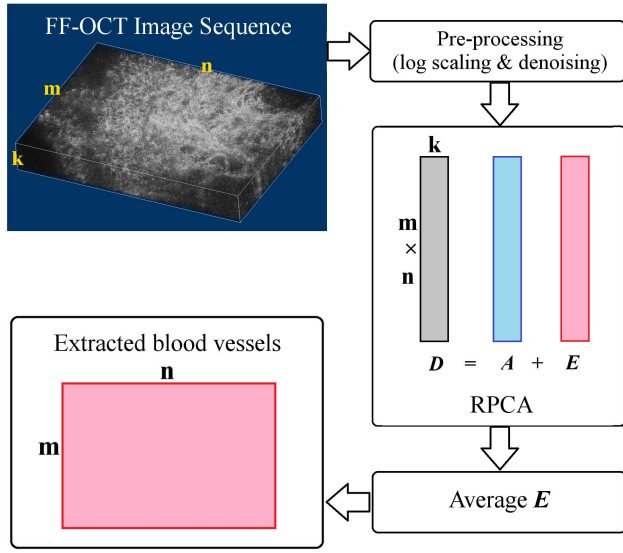 FF-OCT Image Sequence
n
m
k
Pre-processing
(log scaling & denoising)
k
m
×
n
D = A + E
RPCA
Average E
Extracted blood vessels
n
m